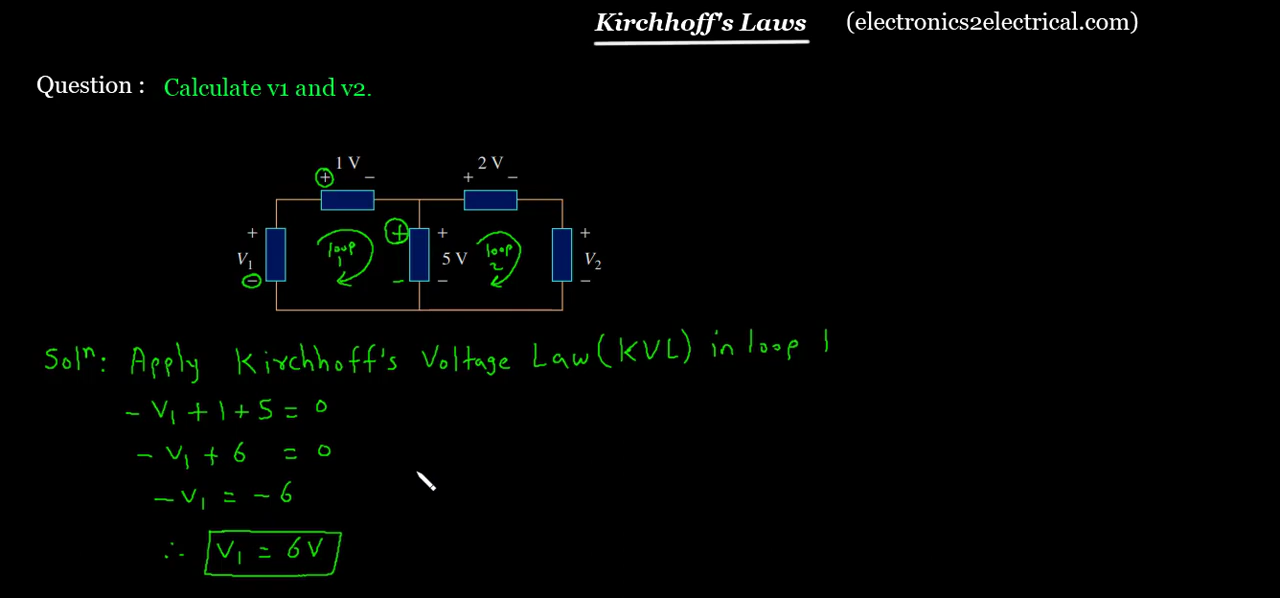 Kirchhoff's Laws (electronics2electrical.com)
Question : Calculate v1 and v2.
1 V 2 V
+ − + −
+ + + +
V1 loop 1 5 V loop 2 V2
− − − −
Solⁿ: Apply Kirchhoff's Voltage Law (KVL) in loop 1
- V1 + 1 + 5 = 0
- V1 + 6 = 0
- V1 = - 6
∴ V1 = 6V